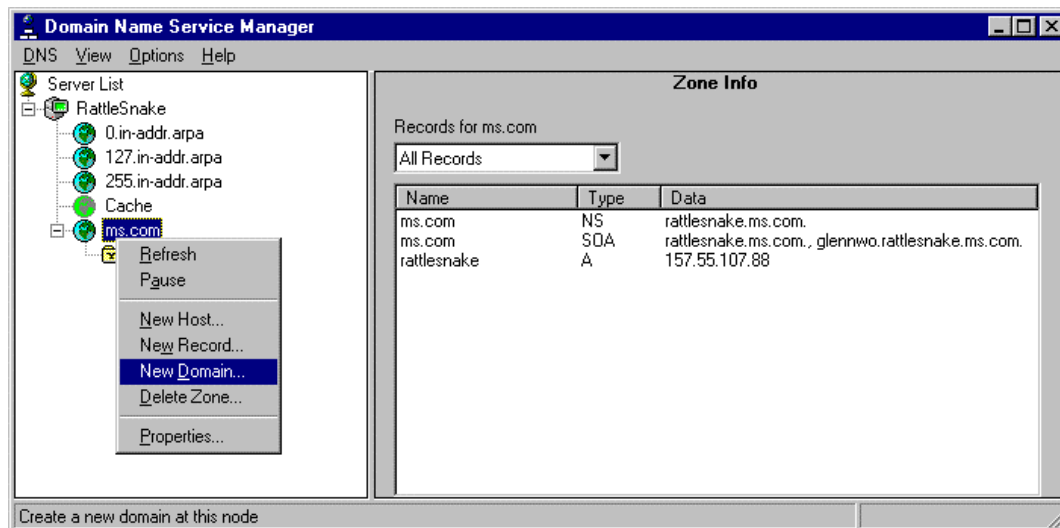 Domain Name Service Manager
DNS View Options Help
Server List
RattleSnake
0.in-addr.arpa
127.in-addr.arpa
255.in-addr.arpa
Cache
ms.com
Refresh
Pause
New Host...
New Record...
New Domain...
Delete Zone...
Properties...
Zone Info
Records for ms.com
All Records
Name Type Data
ms.com NS rattlesnake.ms.com.
ms.com SOA rattlesnake.ms.com., glennwo.rattlesnake.ms.com.
rattlesnake A 157.55.107.88
Create a new domain at this node